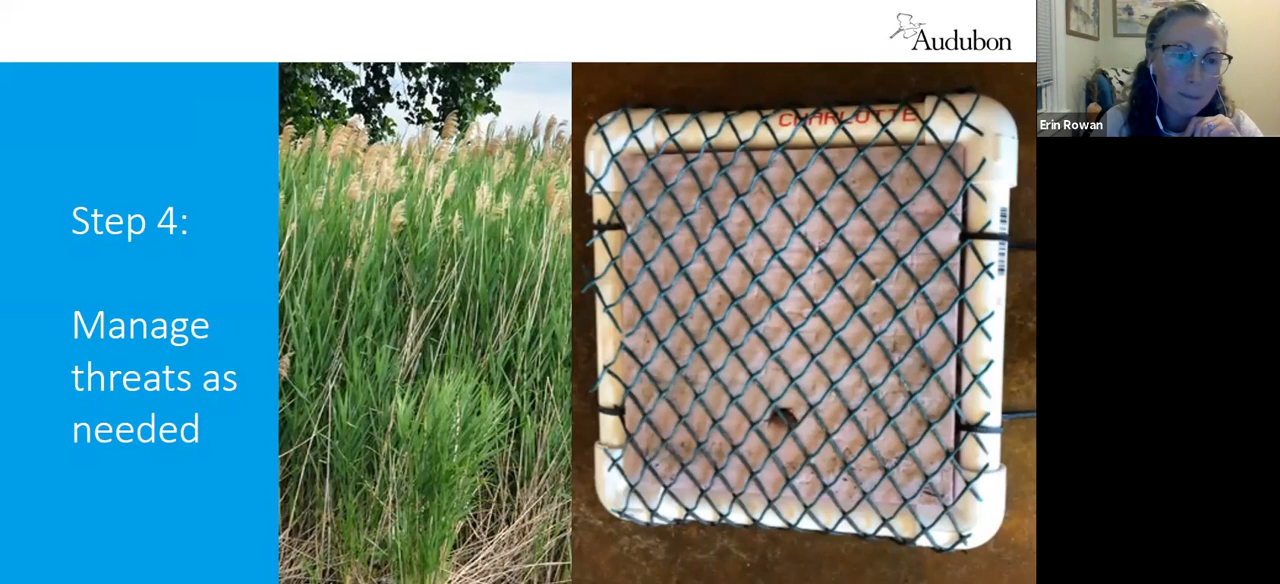 Audubon
Erin Rowan
CHARLOTTE
Step 4:
Manage
threats as
needed